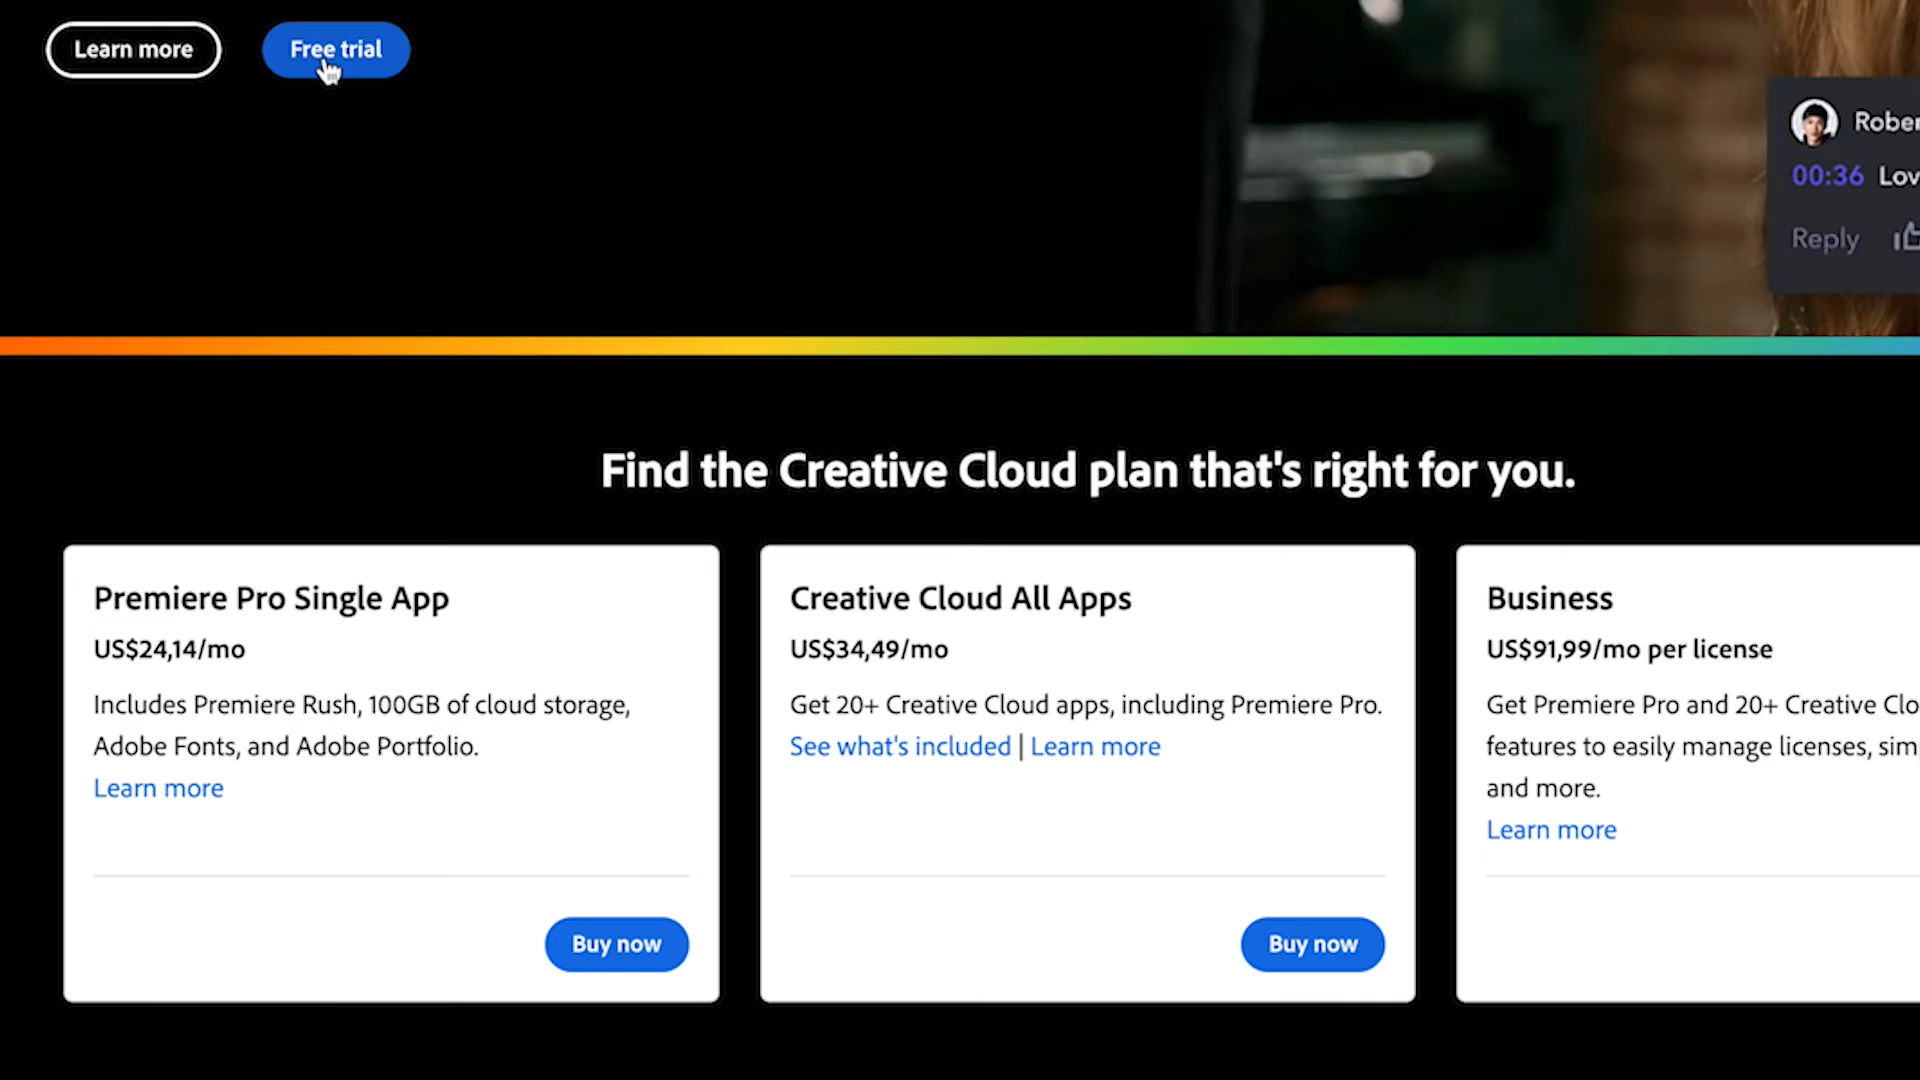 Learn more
Free trial
Rober
00:36 Lov
Reply
Find the Creative Cloud plan that's right for you.
Premiere Pro Single App
US$24,14/mo
Includes Premiere Rush, 100GB of cloud storage,
Adobe Fonts, and Adobe Portfolio.
Learn more
Buy now
Creative Cloud All Apps
US$34,49/mo
Get 20+ Creative Cloud apps, including Premiere Pro.
See what's included | Learn more
Buy now
Business
US$91,99/mo per license
Get Premiere Pro and 20+ Creative Clo
features to easily manage licenses, sim
and more.
Learn more